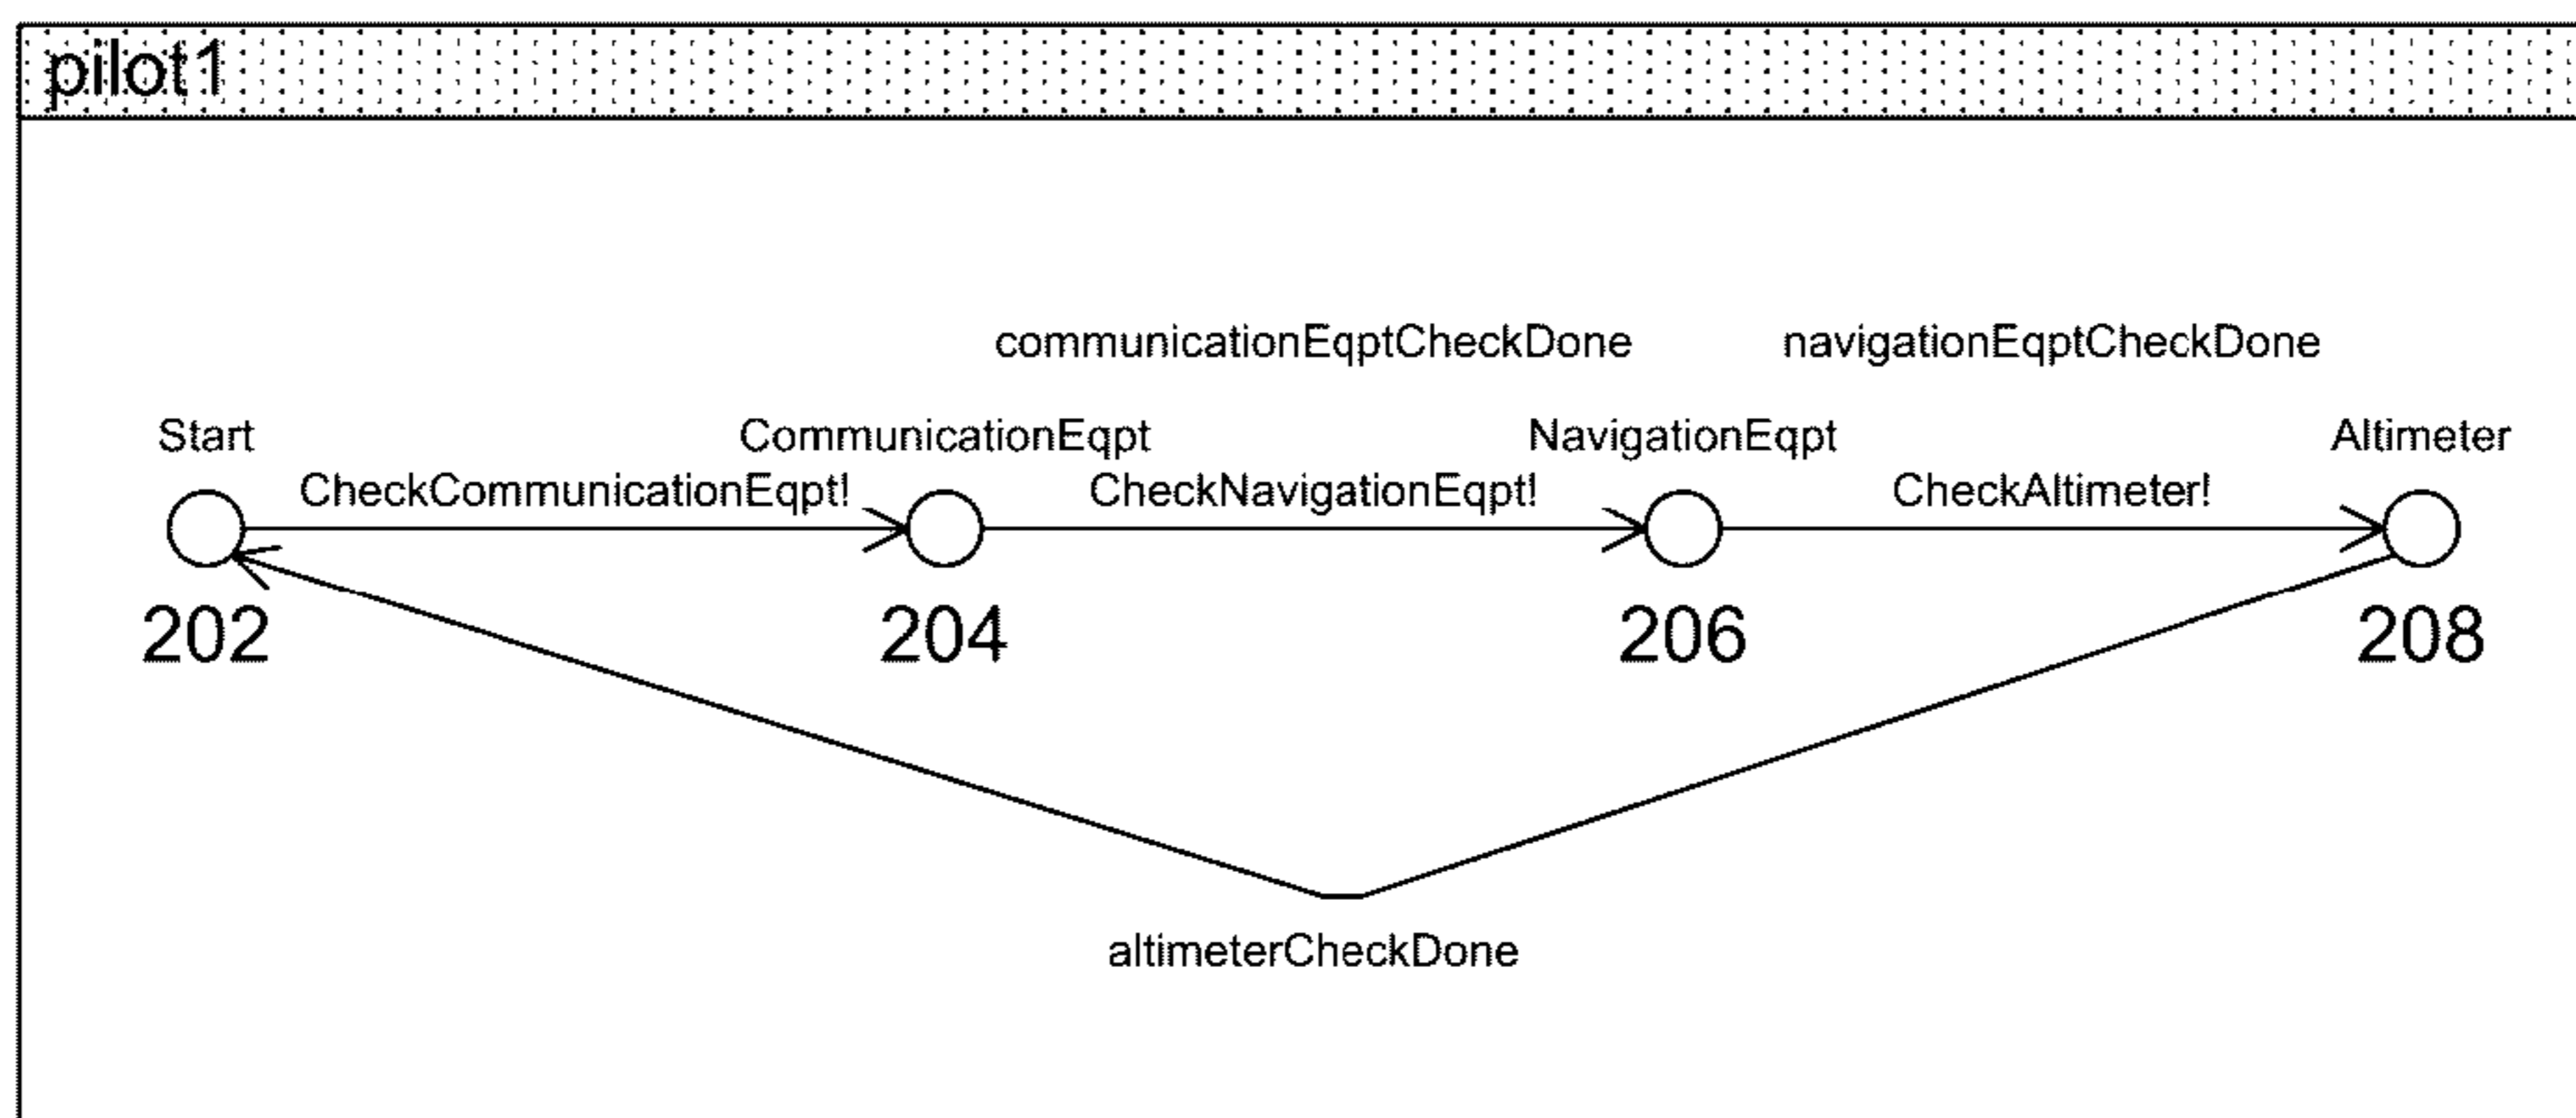 pilot1
communicationEqptCheckDone navigationEqptCheckDone
Start CommunicationEqpt NavigationEqpt Altimeter
CheckCommunicationEqpt! CheckNavigationEqpt! CheckAltimeter!
202 204 206 208
altimeterCheckDone